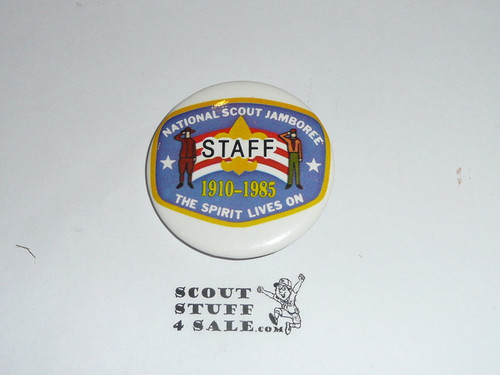 NATIONAL SCOUT JAMBOREE
STAFF
1910-1985
THE SPIRIT LIVES ON
SCOUT
STUFF
4 SALE.COM